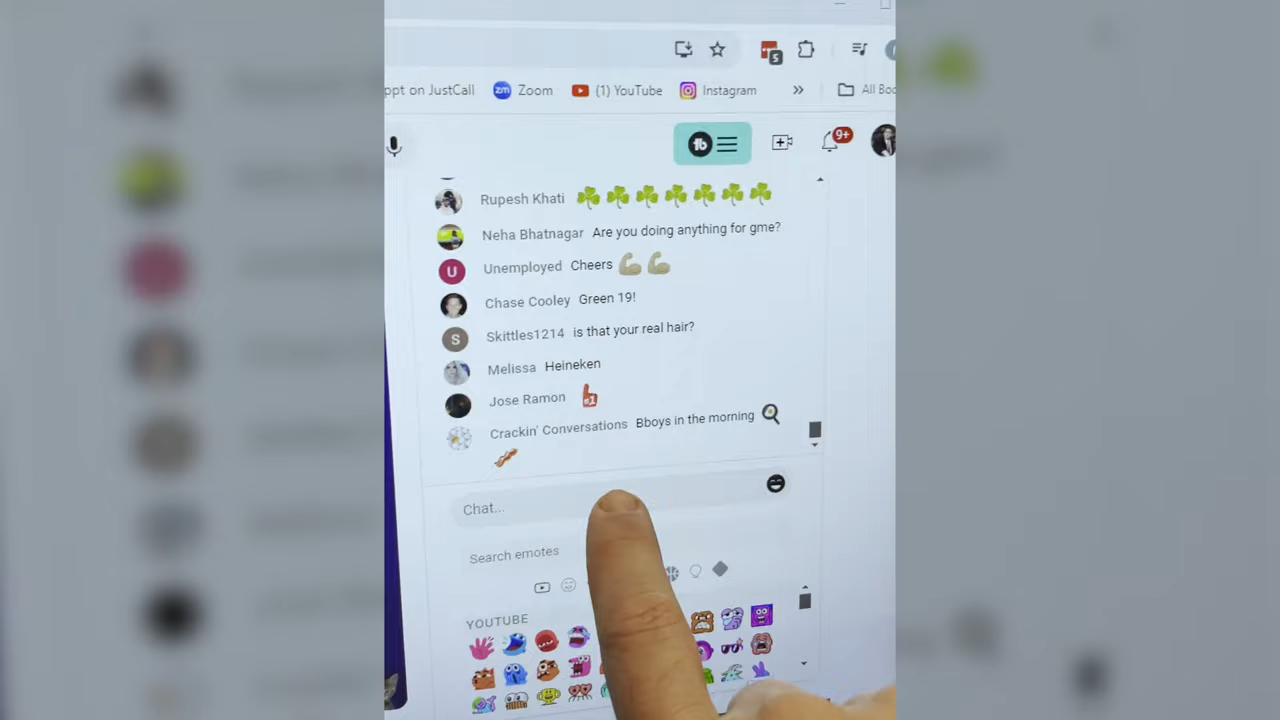 ppt on JustCall zm Zoom (1) YouTube Instagram » All Boo
9+
Rupesh Khati ☘☘☘☘☘☘☘
Neha Bhatnagar Are you doing anything for gme?
U Unemployed Cheers 💪💪
Chase Cooley Green 19!
S Skittles1214 is that your real hair?
Melissa Heineken
Jose Ramon #1
Crackin' Conversations Bboys in the morning 🍳
🥓
Chat...
Search emotes
YOUTUBE